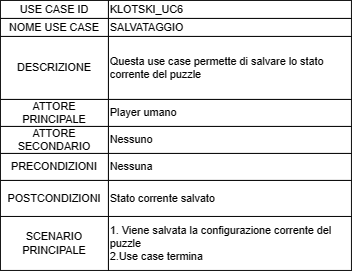 USE CASE ID KLOTSKI_UC6
NOME USE CASE SALVATAGGIO
DESCRIZIONE Questa use case permette di salvare lo stato
corrente del puzzle
ATTORE
PRINCIPALE Player umano
ATTORE
SECONDARIO Nessuno
PRECONDIZIONI Nessuna
POSTCONDIZIONI Stato corrente salvato
SCENARIO
PRINCIPALE
1. Viene salvata la configurazione corrente del
puzzle
2.Use case termina